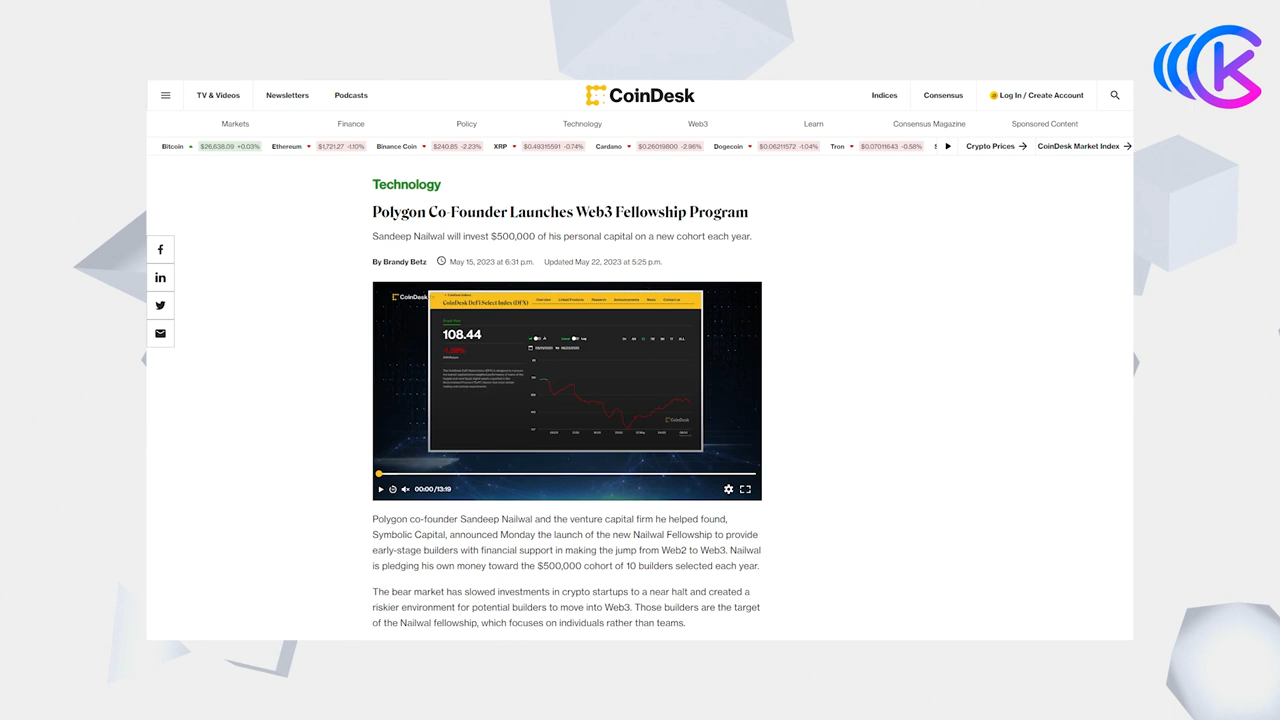 TV & Videos Newsletters Podcasts CoinDesk Indices Consensus Log In / Create Account
Markets Finance Policy Technology Web3 Learn Consensus Magazine Sponsored Content
Bitcoin $26,638.09 +0.03% Ethereum $1,721.27 -1.10% Binance Coin $240.85 -2.23% XRP $0.49315591 -0.74% Cardano $0.26019800 -2.96% Dogecoin $0.06211572 -1.04% Tron $0.07011643 -0.58% Crypto Prices CoinDesk Market Index
Technology
Polygon Co-Founder Launches Web3 Fellowship Program
Sandeep Nailwal will invest $500,000 of his personal capital on a new cohort each year.
By Brandy Betz May 15, 2023 at 6:31 p.m. Updated May 22, 2023 at 5:25 p.m.
CoinDesk
CoinDesk DeFi Select Index (DFX)
Overview Linked Products Research Announcements News Contact us
108.44
CoinDesk
00:00/13:19
Polygon co-founder Sandeep Nailwal and the venture capital firm he helped found,
Symbolic Capital, announced Monday the launch of the new Nailwal Fellowship to provide
early-stage builders with financial support in making the jump from Web2 to Web3. Nailwal
is pledging his own money toward the $500,000 cohort of 10 builders selected each year.
The bear market has slowed investments in crypto startups to a near halt and created a
riskier environment for potential builders to move into Web3. Those builders are the target
of the Nailwal fellowship, which focuses on individuals rather than teams.